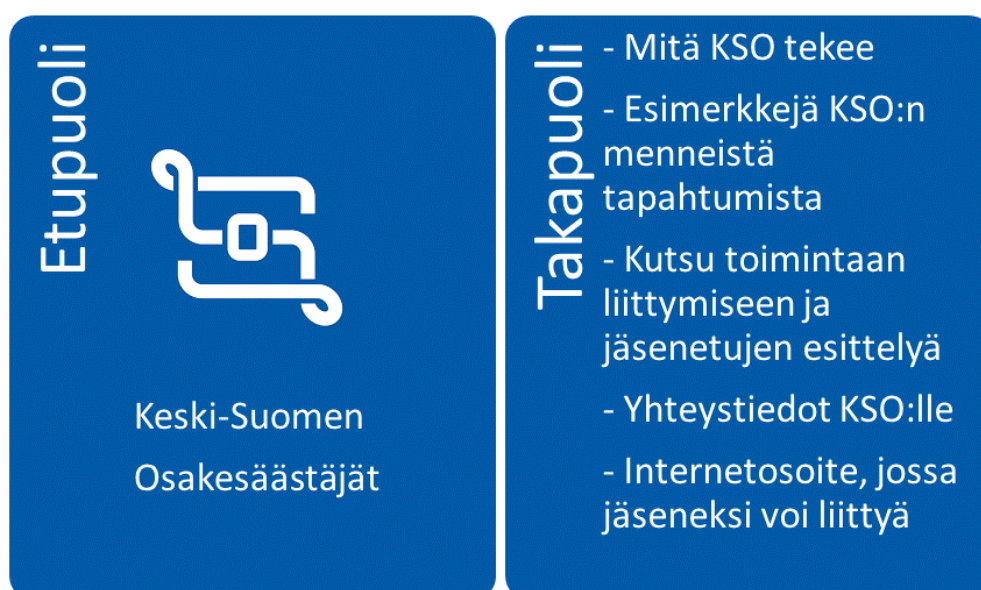 Etupuoli
Keski-Suomen
Osakesäästäjät
Takapuoli
- Mitä KSO tekee
- Esimerkkejä KSO:n
menneistä
tapahtumista
- Kutsu toimintaan
liittymiseen ja
jäsenetujen esittelyä
- Yhteystiedot KSO:lle
- Internetosoite, jossa
jäseneksi voi liittyä